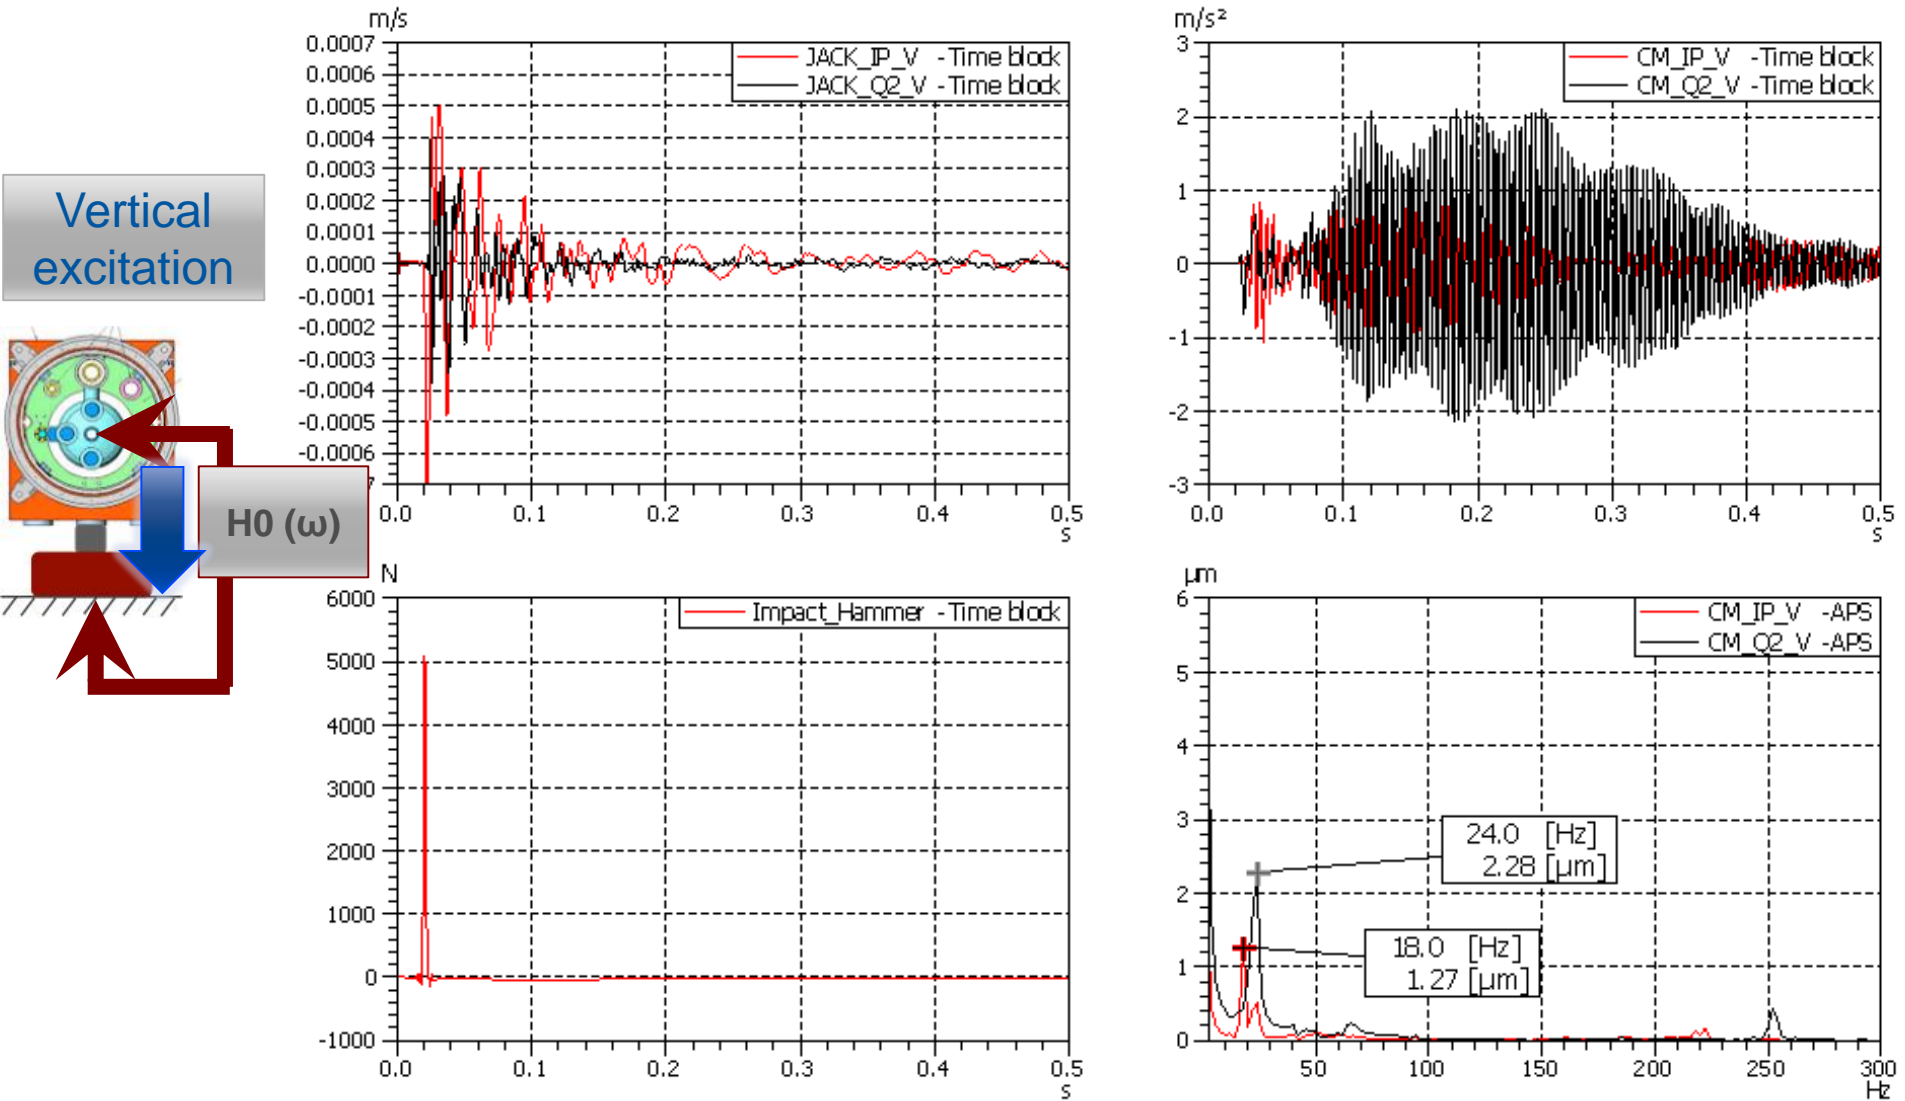 Vertical
excitation
H0 (ω)
m/s
0.0007
0.0006
0.0005
0.0004
0.0003
0.0002
0.0001
0.0000
-0.0001
-0.0002
-0.0003
-0.0004
-0.0005
-0.0006
7
JACK_IP_V -Time block
JACK_Q2_V -Time block
0.0 0.1 0.2 0.3 0.4 0.5
s
m/s²
3
2
1
0
-1
-2
-3
CM_IP_V -Time block
CM_Q2_V -Time block
0.0 0.1 0.2 0.3 0.4 0.5
s
N
6000
5000
4000
3000
2000
1000
0
-1000
Impact_Hammer -Time block
0.0 0.1 0.2 0.3 0.4 0.5
s
µm
6
5
4
3
2
1
0
CM_IP_V -APS
CM_Q2_V -APS
24.0 [Hz]
2.28 [µm]
18.0 [Hz]
1.27 [µm]
50 100 150 200 250 300
Hz